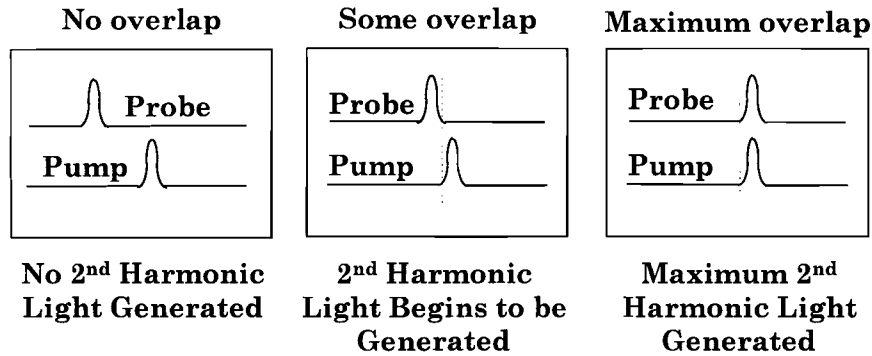 No overlap
Some overlap
Maximum overlap
Probe
Pump
Probe
Pump
Probe
Pump
No 2nd Harmonic
Light Generated
2nd Harmonic
Light Begins to be
Generated
Maximum 2nd
Harmonic Light
Generated